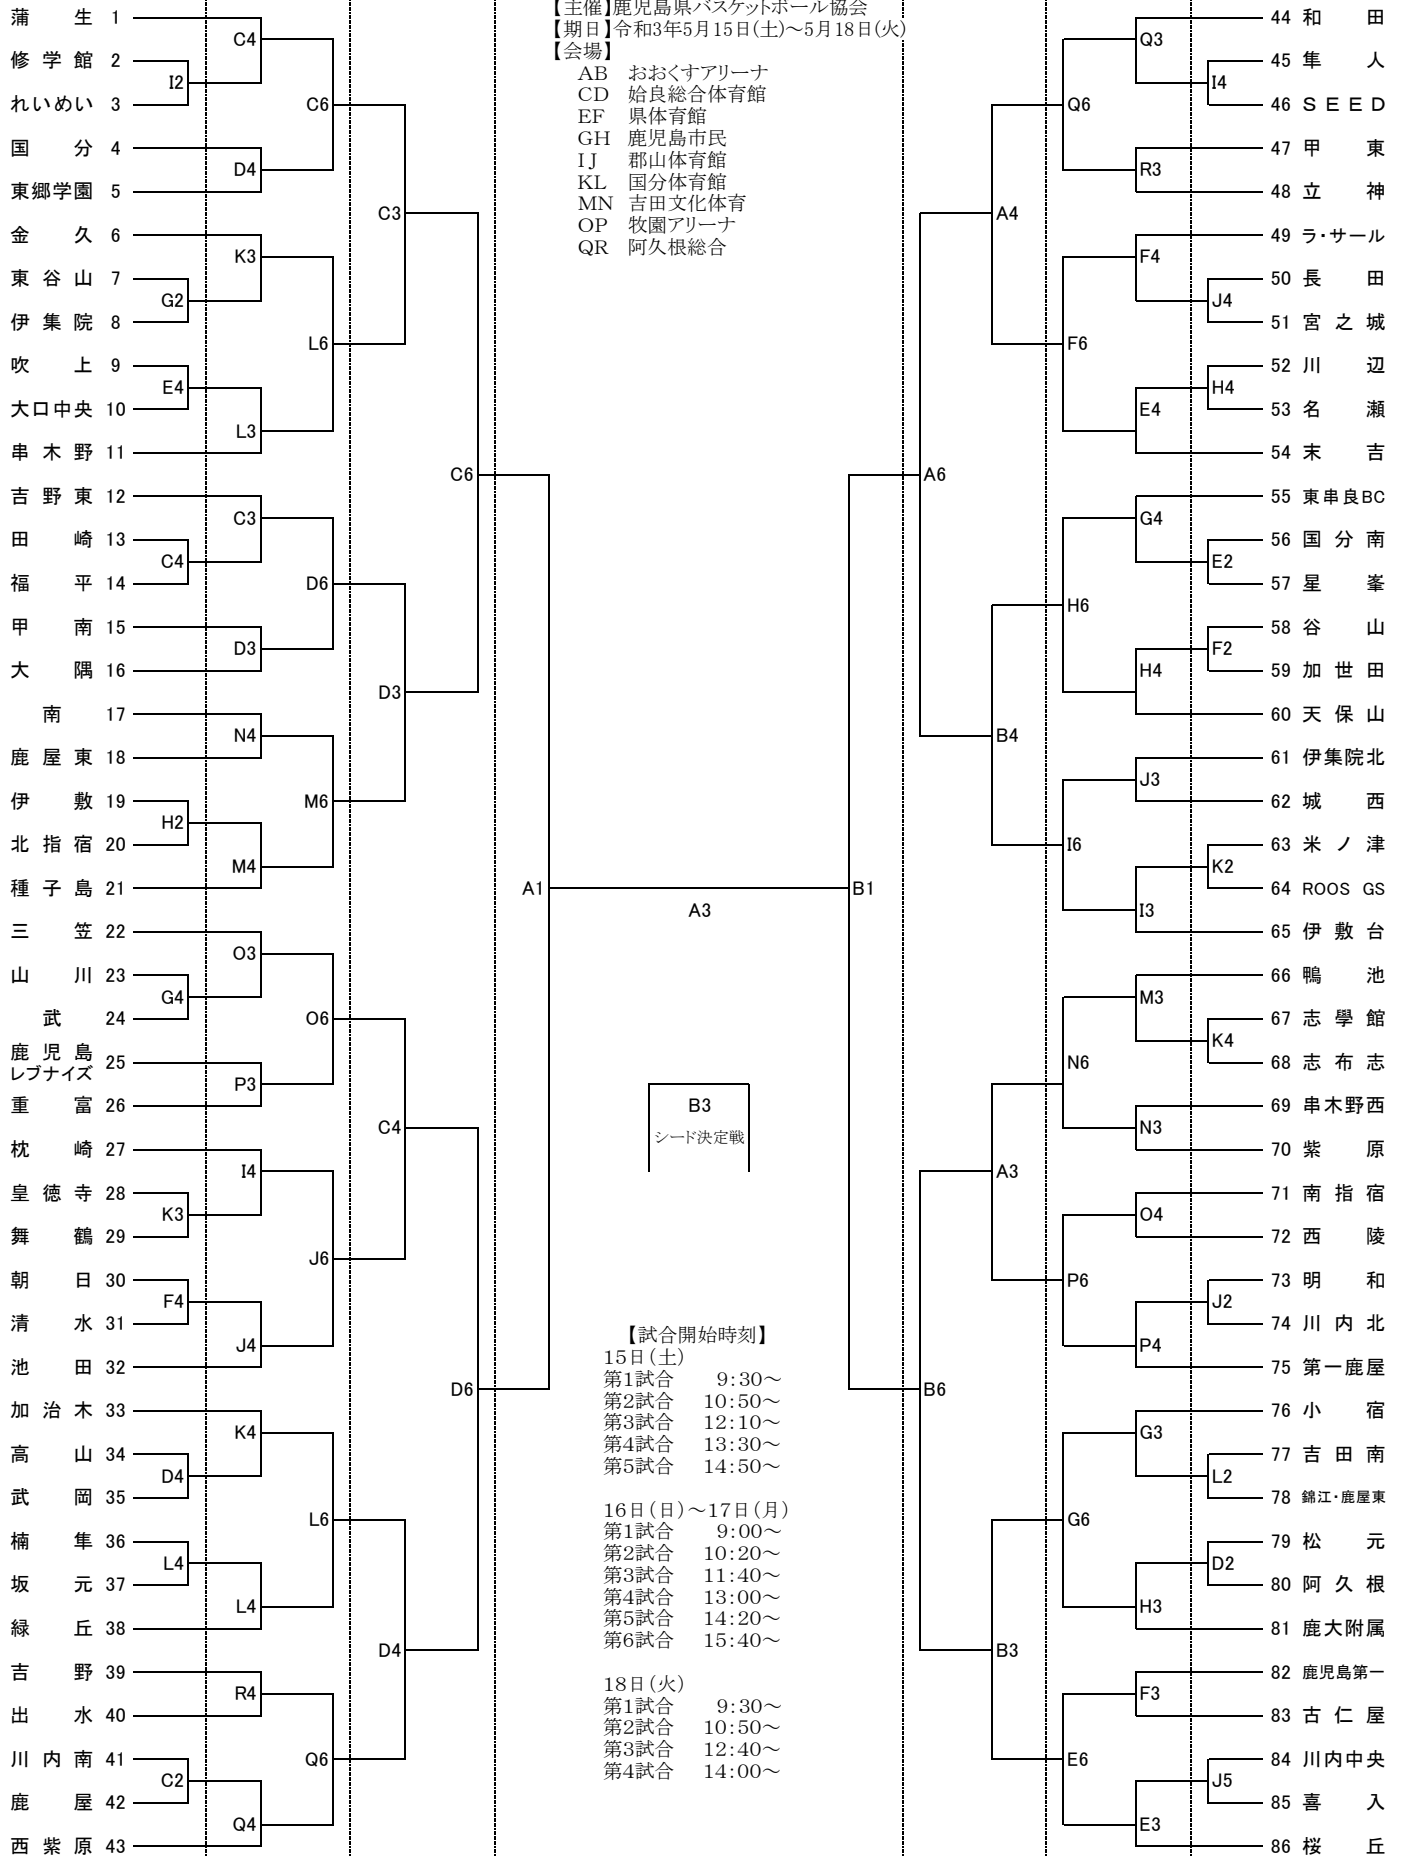 【主催】鹿児島県バスケットボール協会
【期日】令和3年5月15日(土)～5月18日(火)
【会場】
AB おおくすアリーナ
CD 姶良総合体育館
EF 県体育館
GH 鹿児島市民
IJ 郡山体育館
KL 国分体育館
MN 吉田文化体育
OP 牧園アリーナ
QR 阿久根総合
蒲生 1
修学館 2
れいめい 3
国分 4
東郷学園 5
金久 6
東谷山 7
伊集院 8
吹上 9
大口中央 10
串木野 11
吉野東 12
田崎 13
福平 14
甲南 15
大隅 16
南 17
鹿屋東 18
伊敷 19
北指宿 20
種子島 21
三笠 22
山川 23
武 24
鹿児島
レブナイズ 25
重富 26
枕崎 27
皇徳寺 28
舞鶴 29
朝日 30
清水 31
池田 32
加治木 33
高山 34
武岡 35
楠隼 36
坂元 37
緑丘 38
吉野 39
出水 40
川内南 41
鹿屋 42
西紫原 43
I2
G2
E4
C4
H2
G4
K3
F4
D4
L4
C2
C4
D4
K3
L3
C3
D3
N4
M4
O3
P3
I4
J4
K4
L4
R4
Q4
C6
L6
D6
M6
O6
J6
L6
Q6
C3
D3
C4
D4
C6
D6
A1
A3
B1
B3
シード決定戦
A6
B6
A4
B4
A3
B3
Q6
F6
H6
I6
N6
P6
G6
E6
Q3
R3
F4
E4
G4
H4
J3
I3
M3
N3
O4
P4
G3
H3
F3
E3
I4
J4
H4
E2
F2
K2
K4
J2
L2
D2
J5
44 和田
45 隼人
46 SEED
47 甲東
48 立神
49 ラ・サール
50 長田
51 宮之城
52 川辺
53 名瀬
54 末吉
55 東串良BC
56 国分南
57 星峯
58 谷山
59 加世田
60 天保山
61 伊集院北
62 城西
63 米ノ津
64 ROOS GS
65 伊敷台
66 鴨池
67 志學館
68 志布志
69 串木野西
70 紫原
71 南指宿
72 西陵
73 明和
74 川内北
75 第一鹿屋
76 小宿
77 吉田南
78 錦江・鹿屋東
79 松元
80 阿久根
81 鹿大附属
82 鹿児島第一
83 古仁屋
84 川内中央
85 喜入
86 桜丘
【試合開始時刻】
15日(土)
第1試合 9:30～
第2試合 10:50～
第3試合 12:10～
第4試合 13:30～
第5試合 14:50～
16日(日)～17日(月)
第1試合 9:00～
第2試合 10:20～
第3試合 11:40～
第4試合 13:00～
第5試合 14:20～
第6試合 15:40～
18日(火)
第1試合 9:30～
第2試合 10:50～
第3試合 12:40～
第4試合 14:00～